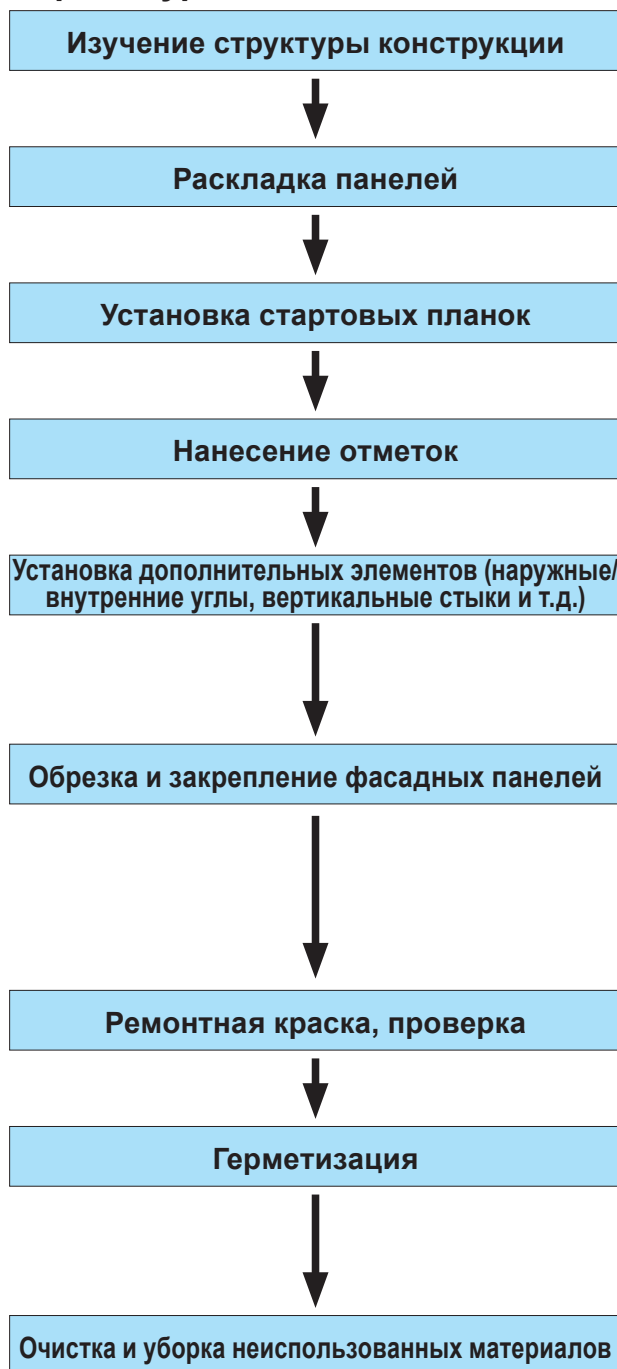 Изучение структуры конструкции
Раскладка панелей
Установка стартовых планок
Нанесение отметок
Установка дополнительных элементов (наружные/
внутренние углы, вертикальные стыки и т.д.)
Обрезка и закрепление фасадных панелей
Ремонтная краска, проверка
Герметизация
Очистка и уборка неиспользованных материалов